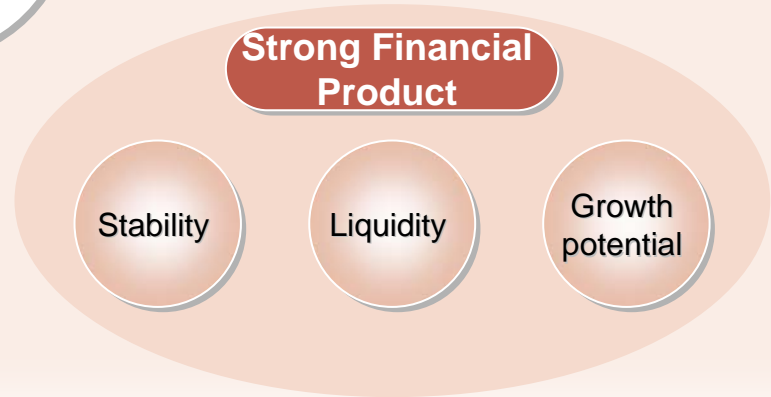 Strong Financial
Product
Stability
Liquidity
Growth
potential